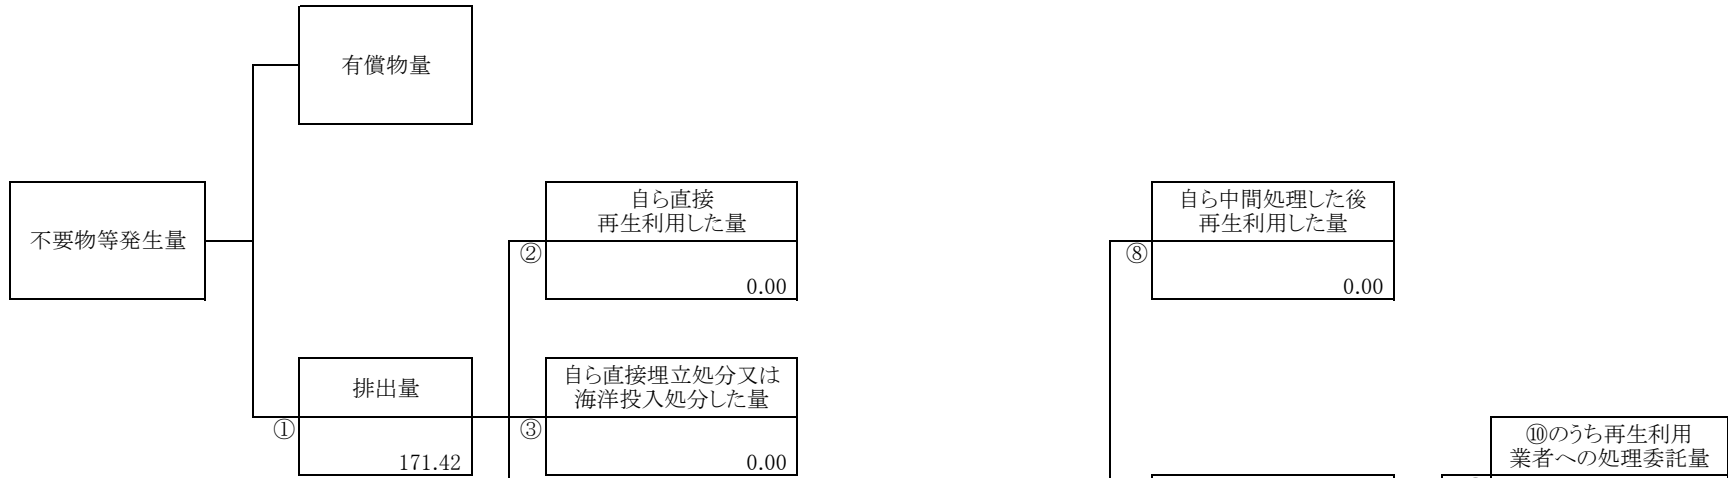 有償物量
不要物等発生量
自ら直接
再生利用した量
②
0.00
自ら中間処理した後
再生利用した量
⑧
0.00
排出量
①
171.42
自ら直接埋立処分又は
海洋投入処分した量
③
0.00
⑩のうち再生利用
業者への処理委託量